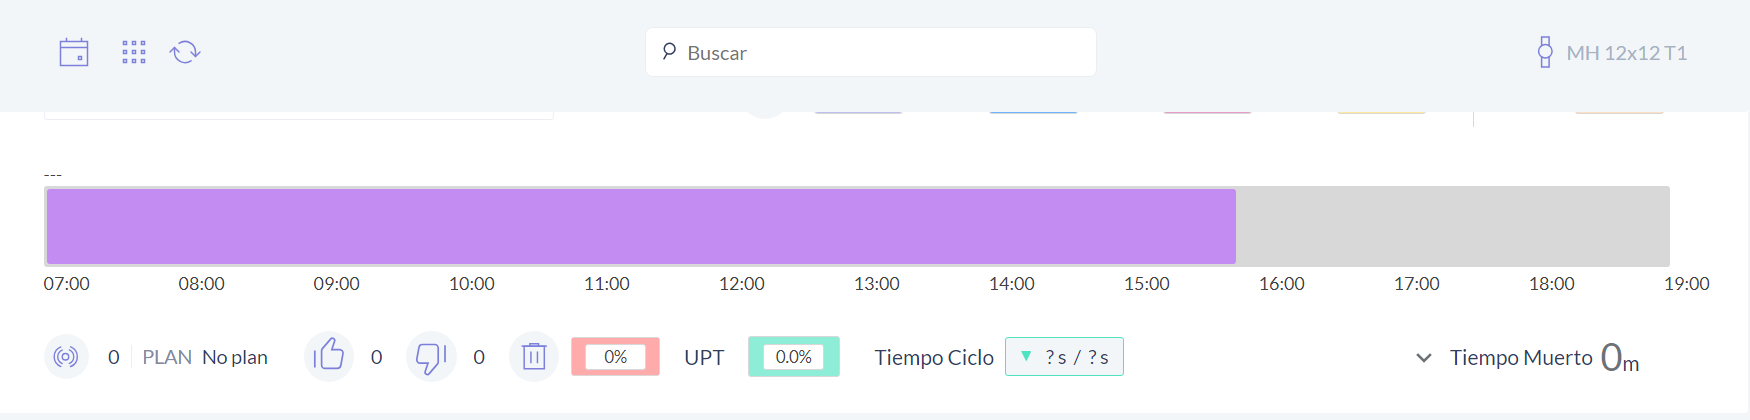 Buscar
MH 12x12 T1
---
07:00 08:00 09:00 10:00 11:00 12:00 13:00 14:00 15:00 16:00 17:00 18:00 19:00
0 PLAN No plan 0 0 0% UPT 0.0% Tiempo Ciclo ▼ ?s / ?s Tiempo Muerto 0m